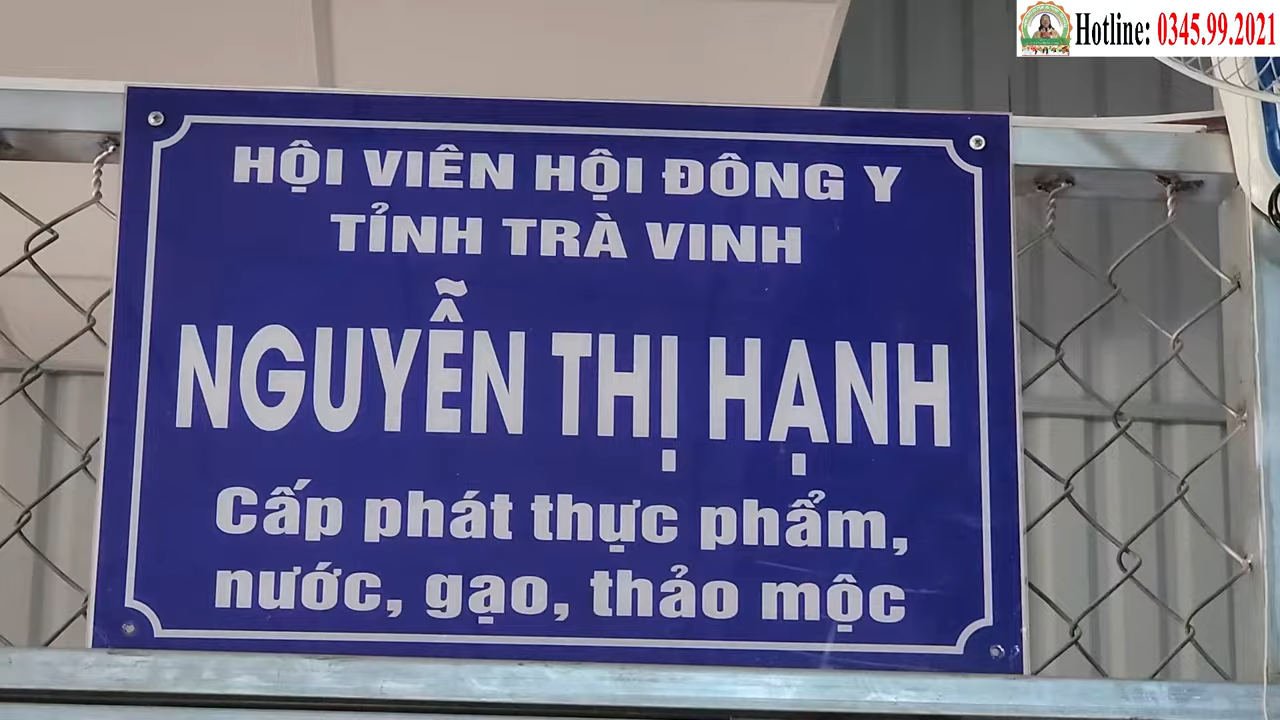 Hotline: 0345.99.2021
HỘI VIÊN HỘI ĐÔNG Y
TỈNH TRÀ VINH
NGUYỄN THỊ HẠNH
Cấp phát thực phẩm,
nước, gạo, thảo mộc